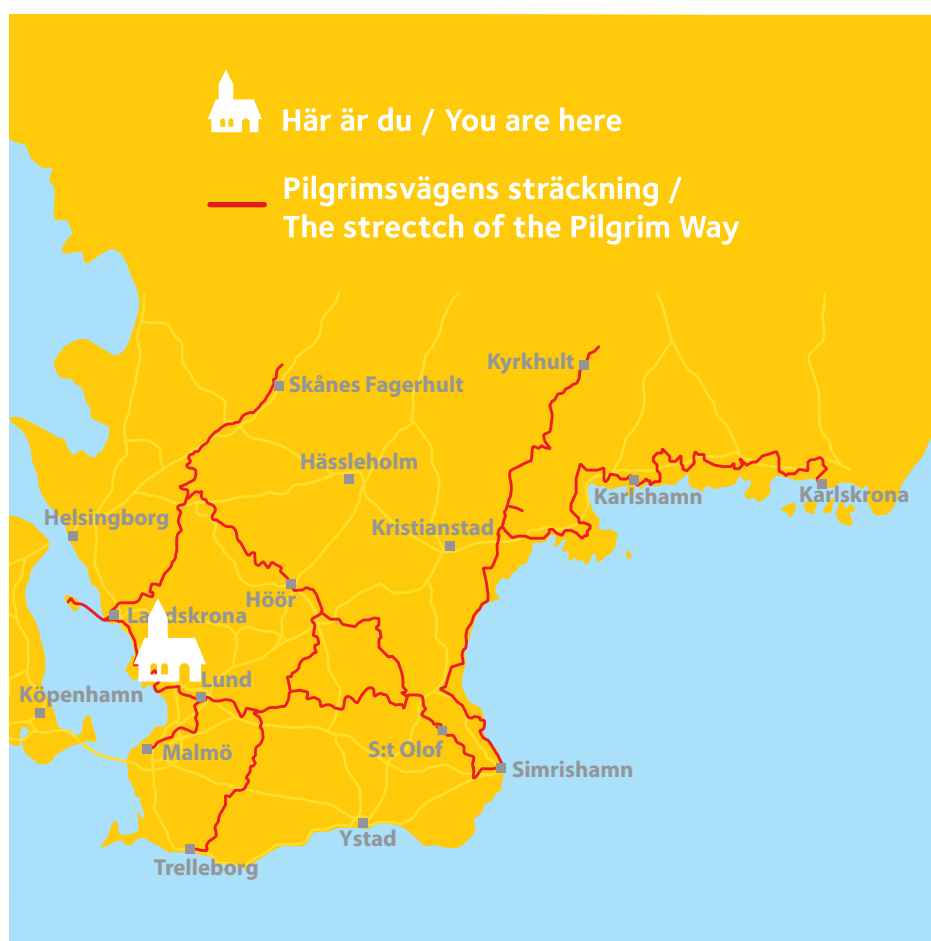 Här är du / You are here
Pilgrimsvägens sträckning /
The strectch of the Pilgrim Way
Kyrkhult
Skånes Fagerhult
Hässleholm
Karlshamn
Karlskrona
Helsingborg
Kristianstad
Höör
Landskrona
Lund
Köpenhamn
Malmö
S:t Olof
Simrishamn
Ystad
Trelleborg